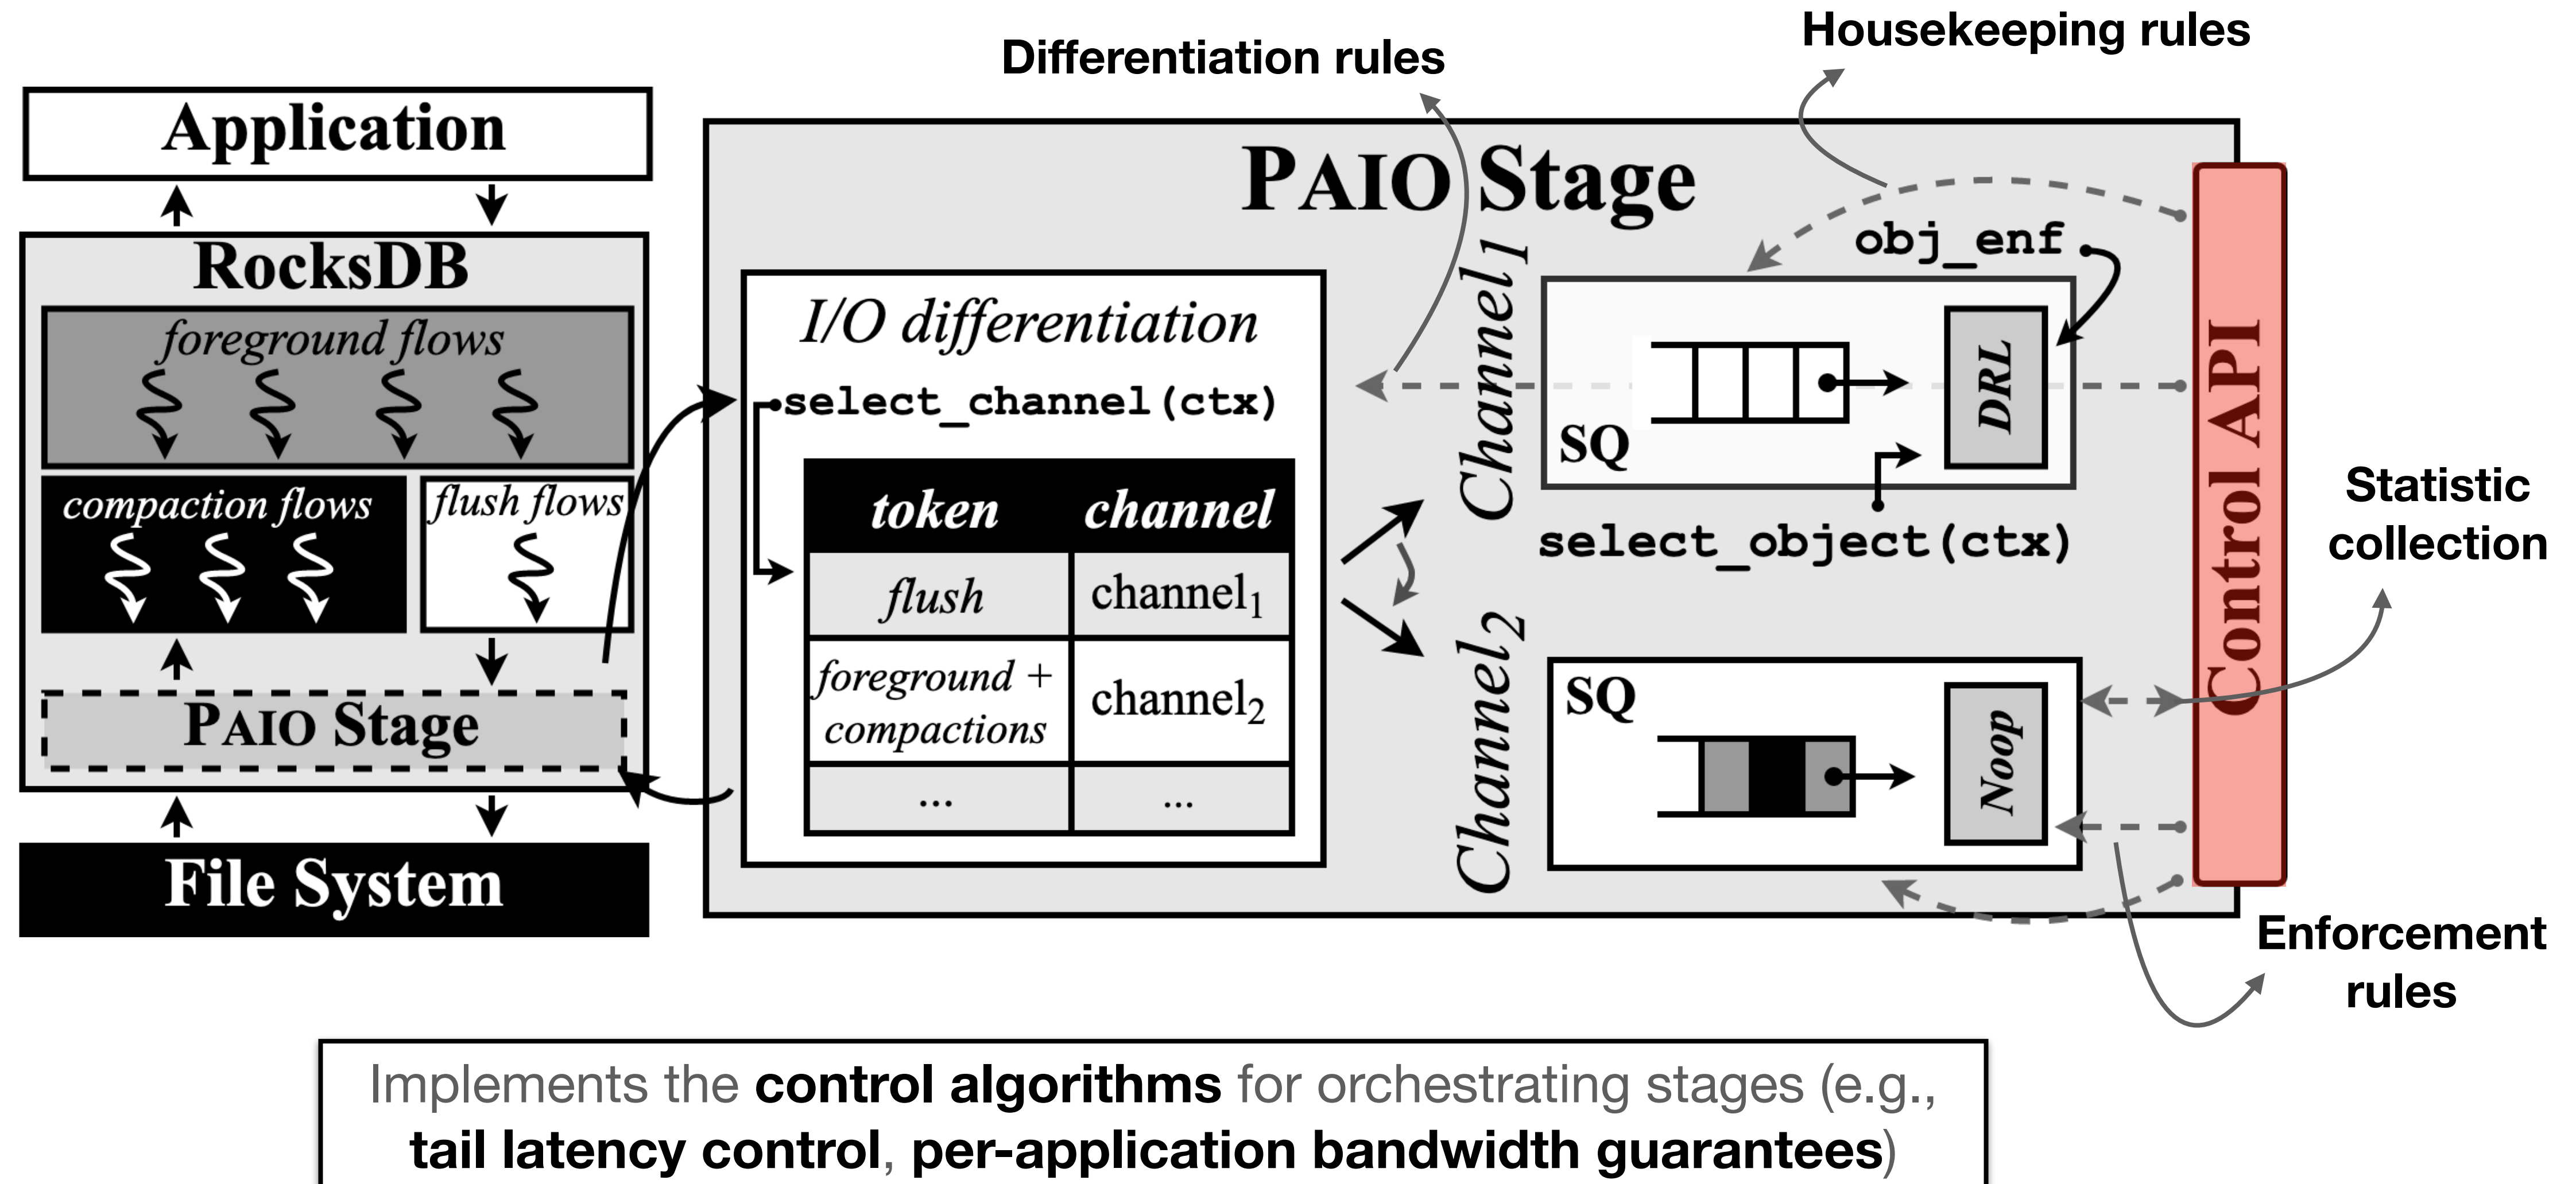 Differentiation rules
Housekeeping rules
Application
RocksDB
foreground flows
compaction flows
flush flows
PAIO Stage
File System
PAIO Stage
I/O differentiation
select_channel(ctx)
token channel
flush channel1
foreground +
compactions
channel2
... ...
Channel1
obj_enf
SQ
DRL
select_object(ctx)
Channel2
SQ
Noop
Control API
Statistic
collection
Enforcement
rules
Implements the control algorithms for orchestrating stages (e.g.,
tail latency control, per-application bandwidth guarantees)